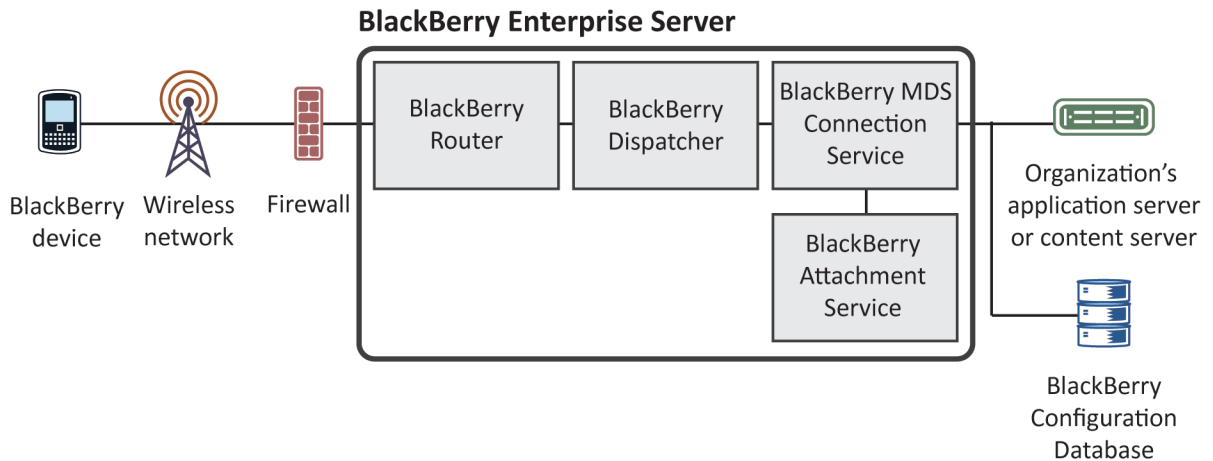 BlackBerry Enterprise Server
BlackBerry
Router
BlackBerry
Dispatcher
BlackBerry MDS
Connection
Service
BlackBerry
Attachment
Service
BlackBerry
device
Wireless
network
Firewall
Organization's
application server
or content server
BlackBerry
Configuration
Database